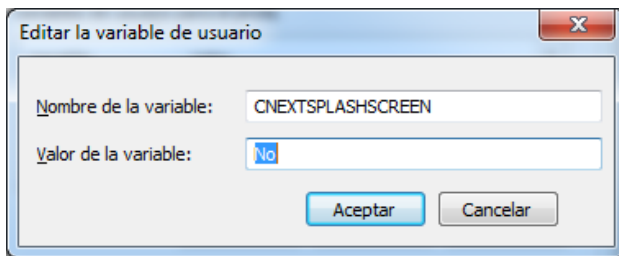 Editar la variable de usuario
Nombre de la variable: CNEXTSPLASHSCREEN
Valor de la variable: No
Aceptar Cancelar